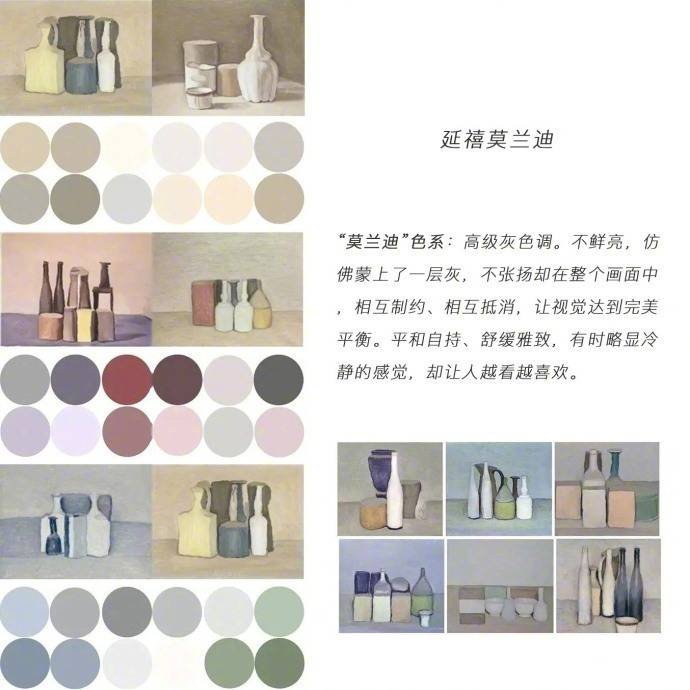 延禧莫兰迪
“莫兰迪”色系：高级灰色调。不鲜亮，仿
佛蒙上了一层灰，不张扬却在整个画面中
，相互制约、相互抵消，让视觉达到完美
平衡。平和自持、舒缓雅致，有时略显冷
静的感觉，却让人越看越喜欢。